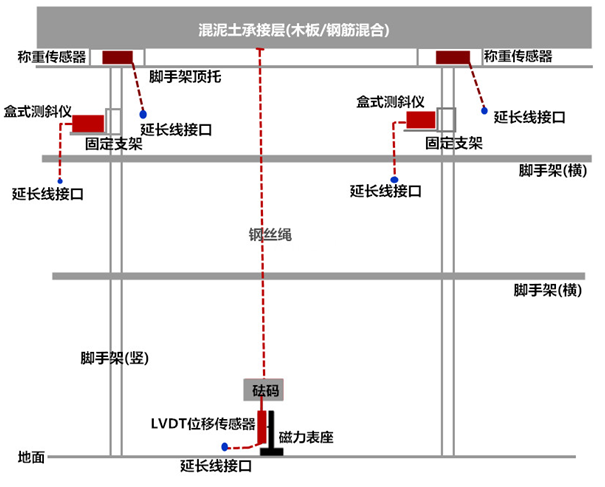 混泥土承接层(木板/钢筋混合)
称重传感器
称重传感器
脚手架顶托
盒式测斜仪
盒式测斜仪
延长线接口
延长线接口
固定支架
固定支架
脚手架(横)
延长线接口
延长线接口
钢丝绳
脚手架(横)
脚手架(竖)
砝码
LVDT位移传感器
磁力表座
地面
延长线接口